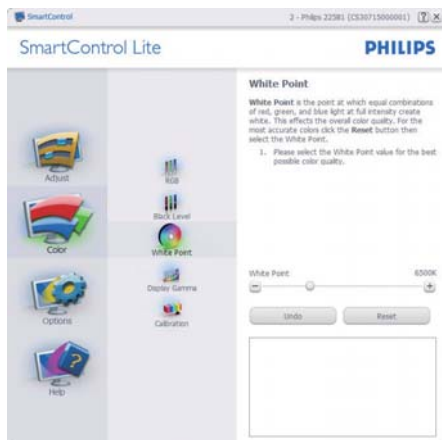 SmartControl
2 - Philips 225B1 (CS30715000001)
SmartControl Lite
PHILIPS
Adjust
Color
Options
Help
RGB
Black Level
White Point
Display Gamma
Calibration
White Point
White Point is the point at which equal combinations
of red, green, and blue light at full intensity create
white. This effects the overall color quality. For the
most accurate colors click the Reset button then
select the White Point.
1. Please select the White Point value for the best
possible color quality.
White Point 6500K
Undo Reset